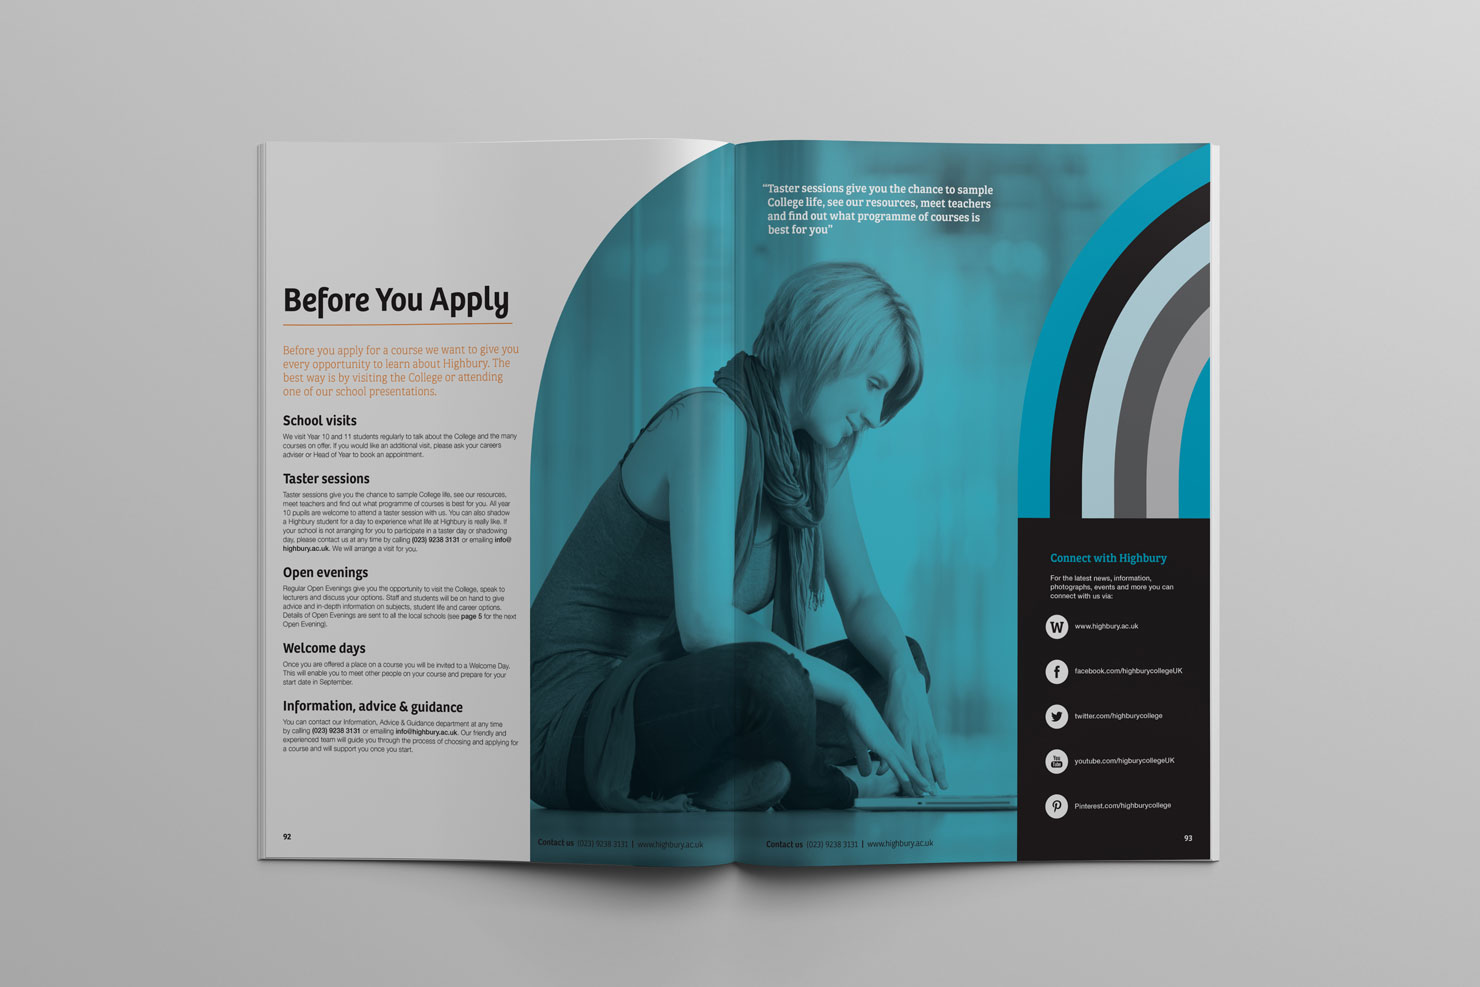 Before You Apply
Before you apply for a course we want to give you
every opportunity to learn about Highbury. The
best way is by visiting the College or attending
one of our school presentations.
School visits
We visit Year 10 and 11 students regularly to talk about the College and the many
courses on offer. If you would like an additional visit, please ask your careers
adviser or Head of Year to book an appointment.
Taster sessions
Taster sessions give you the chance to sample College life, see our resources,
meet teachers and find out what programme of courses is best for you. All year
10 pupils are welcome to attend a taster session with us. You can also shadow
a Highbury student for a day to experience what life at Highbury is really like. If
your school is not arranging for you to participate in a taster day or shadowing
day, please contact us at any time by calling (023) 9238 3131 or emailing info@
highbury.ac.uk. We will arrange a visit for you.
Open evenings
Regular Open Evenings give you the opportunity to visit the College, speak to
lecturers and discuss your options. Staff and students will be on hand to give
advice and in-depth information on subjects, student life and career options.
Details of Open Evenings are sent to all the local schools (see page 5 for the next
Open Evening).
Welcome days
Once you are offered a place on a course you will be invited to a Welcome Day.
This will enable you to meet other people on your course and prepare for your
start date in September.
Information, advice & guidance
You can contact our Information, Advice & Guidance department at any time
by calling (023) 9238 3131 or emailing info@highbury.ac.uk. Our friendly and
experienced team will guide you through the process of choosing and applying for
a course and will support you once you start.
92
Contact us (023) 9238 3131 | www.highbury.ac.uk
“Taster sessions give you the chance to sample
College life, see our resources, meet teachers
and find out what programme of courses is
best for you”
Connect with Highbury
For the latest news, information,
photographs, events and more you can
connect with us via:
W www.highbury.ac.uk
f facebook.com/highburycollegeUK
twitter.com/highburycollege
You Tube youtube.com/higburycollegeUK
Pinterest.com/highburycollege
Contact us (023) 9238 3131 | www.highbury.ac.uk
93